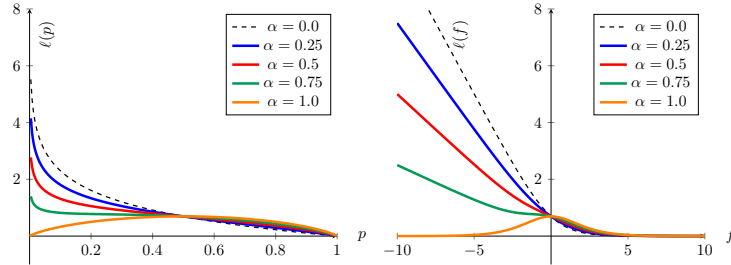 8
6
4
2
ℓ(p)
α = 0.0
α = 0.25
α = 0.5
α = 0.75
α = 1.0
0.2
0.4
0.6
0.8
1
p
8
6
4
2
ℓ(f)
α = 0.0
α = 0.25
α = 0.5
α = 0.75
α = 1.0
−10
−5
0
5
10
f